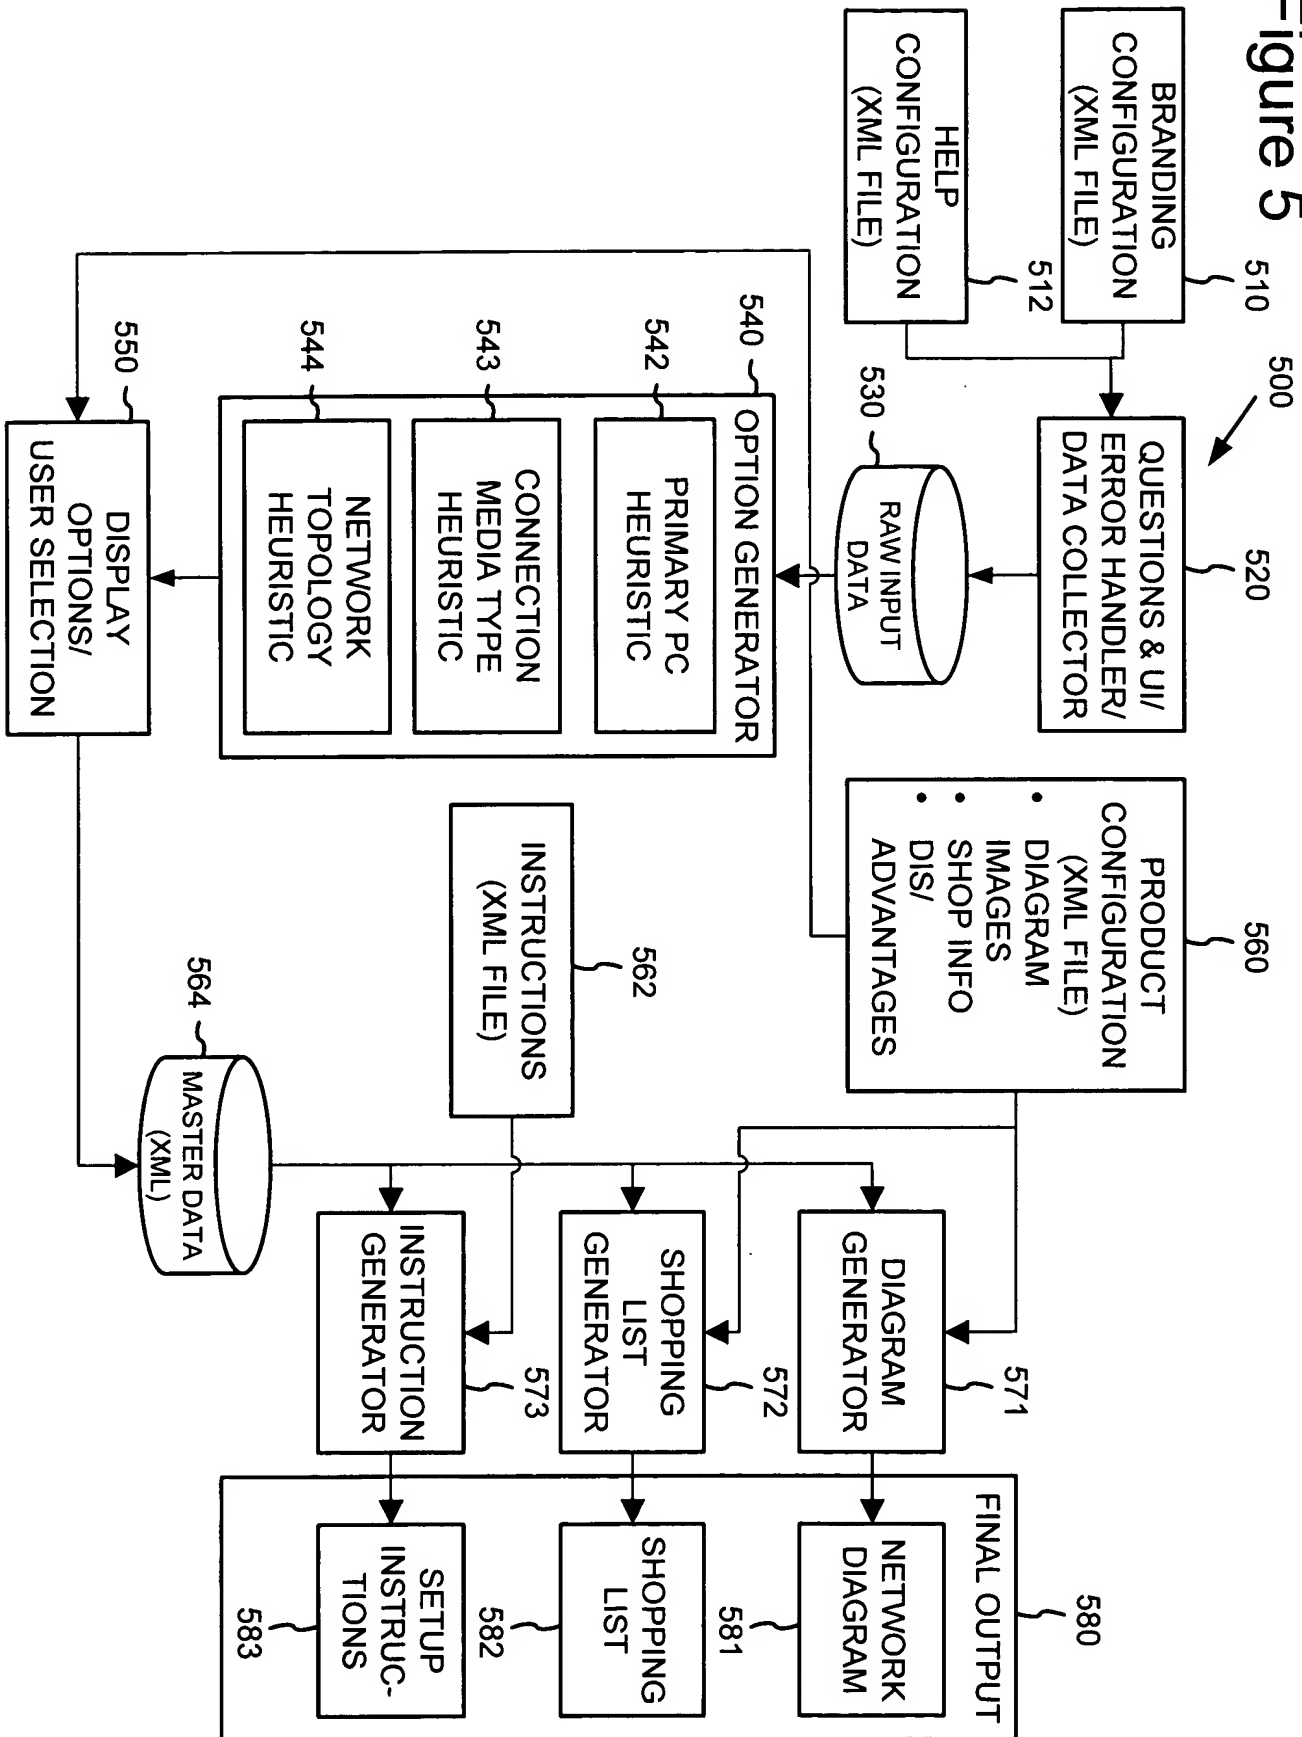 Figure 5
500
BRANDING
CONFIGURATION
(XML FILE)
510
HELP
CONFIGURATION
(XML FILE)
512
QUESTIONS & UI/
ERROR HANDLER/
DATA COLLECTOR
520
RAW INPUT
DATA
530
540
OPTION GENERATOR
PRIMARY PC
HEURISTIC
542
CONNECTION
MEDIA TYPE
HEURISTIC
543
NETWORK
TOPOLOGY
HEURISTIC
544
DISPLAY
OPTIONS/
USER SELECTION
550
PRODUCT
CONFIGURATION
(XML FILE)
• DIAGRAM
IMAGES
• SHOP INFO
• DIS/
ADVANTAGES
560
INSTRUCTIONS
(XML FILE)
562
MASTER DATA
(XML)
564
DIAGRAM
GENERATOR
571
SHOPPING
LIST
GENERATOR
572
INSTRUCTION
GENERATOR
573
FINAL OUTPUT
580
NETWORK
DIAGRAM
581
SHOPPING
LIST
582
SETUP
INSTRUC-
TIONS
583